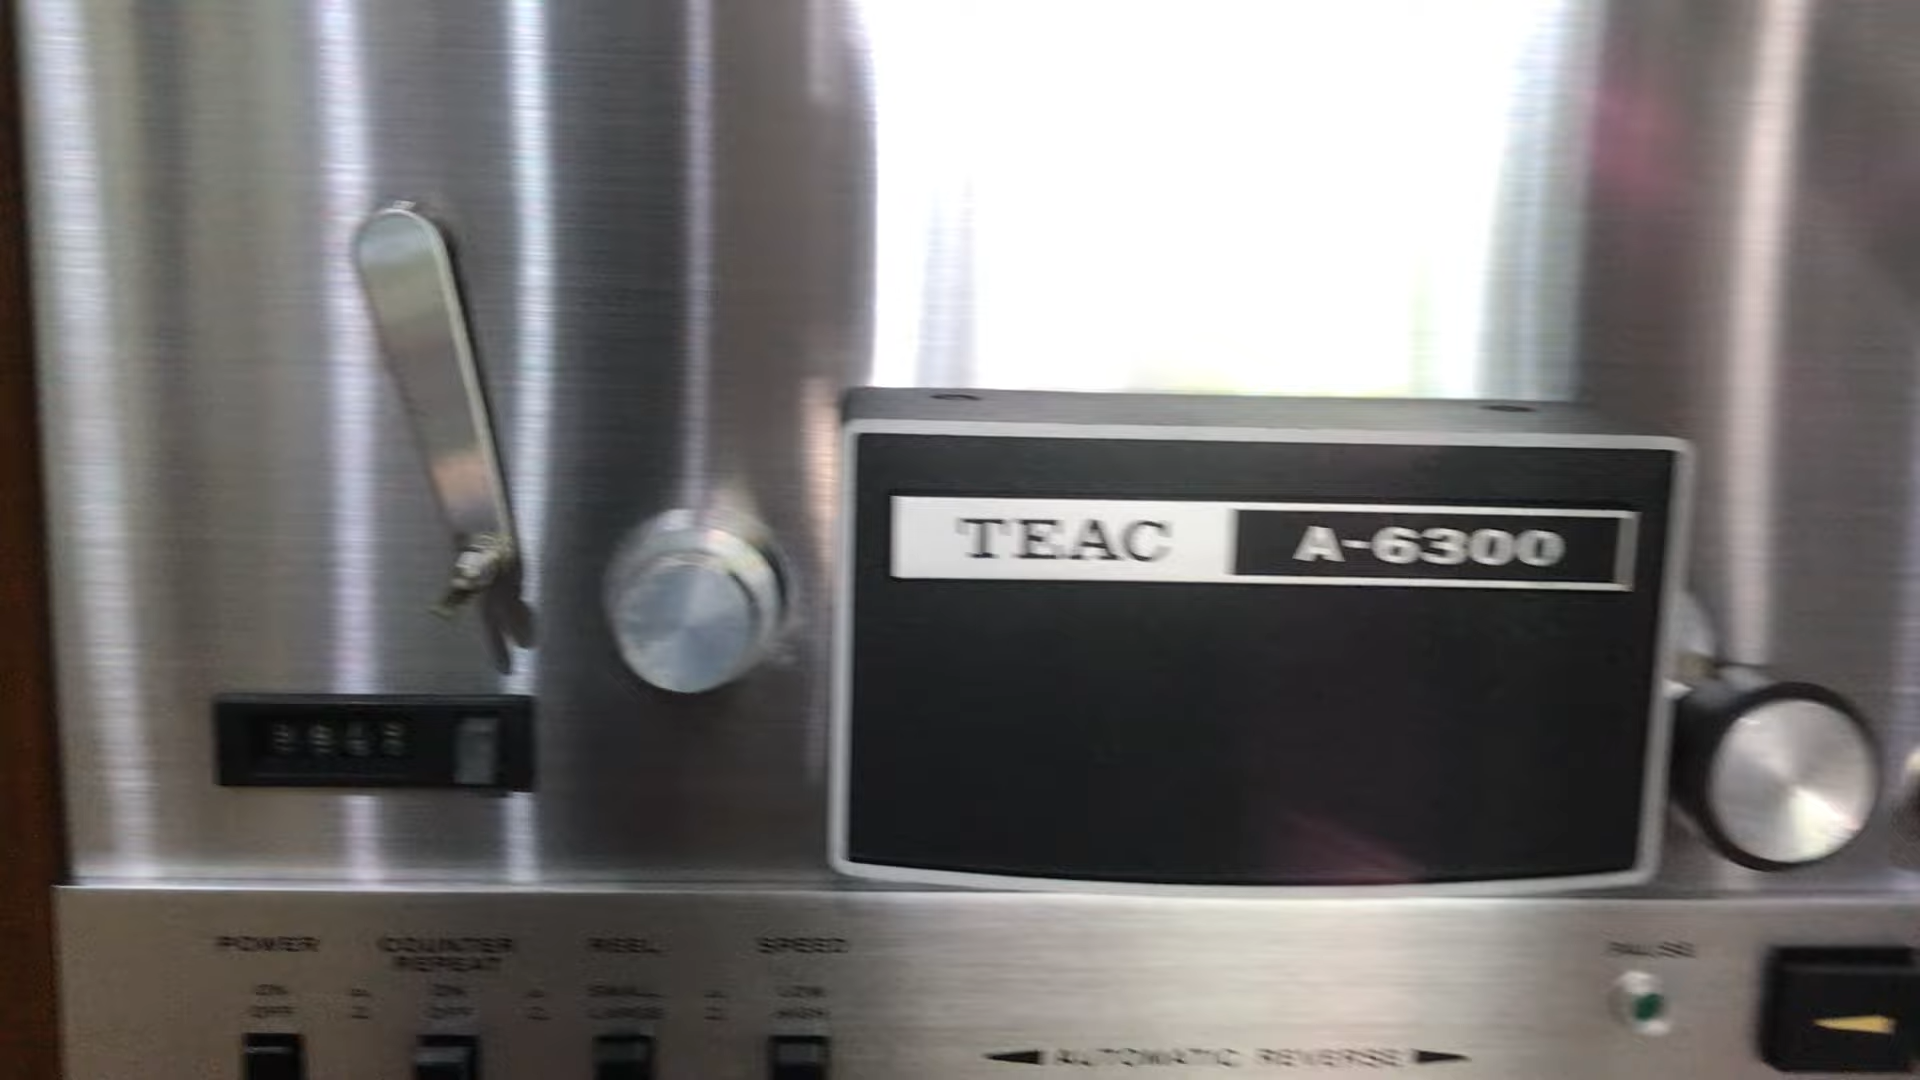 TEAC A-6300
POWER COUNTER REPEAT REEL SPEED PAUSE
ON ON SMALL LOW
OFF OFF LARGE HIGH
AUTOMATIC REVERSE